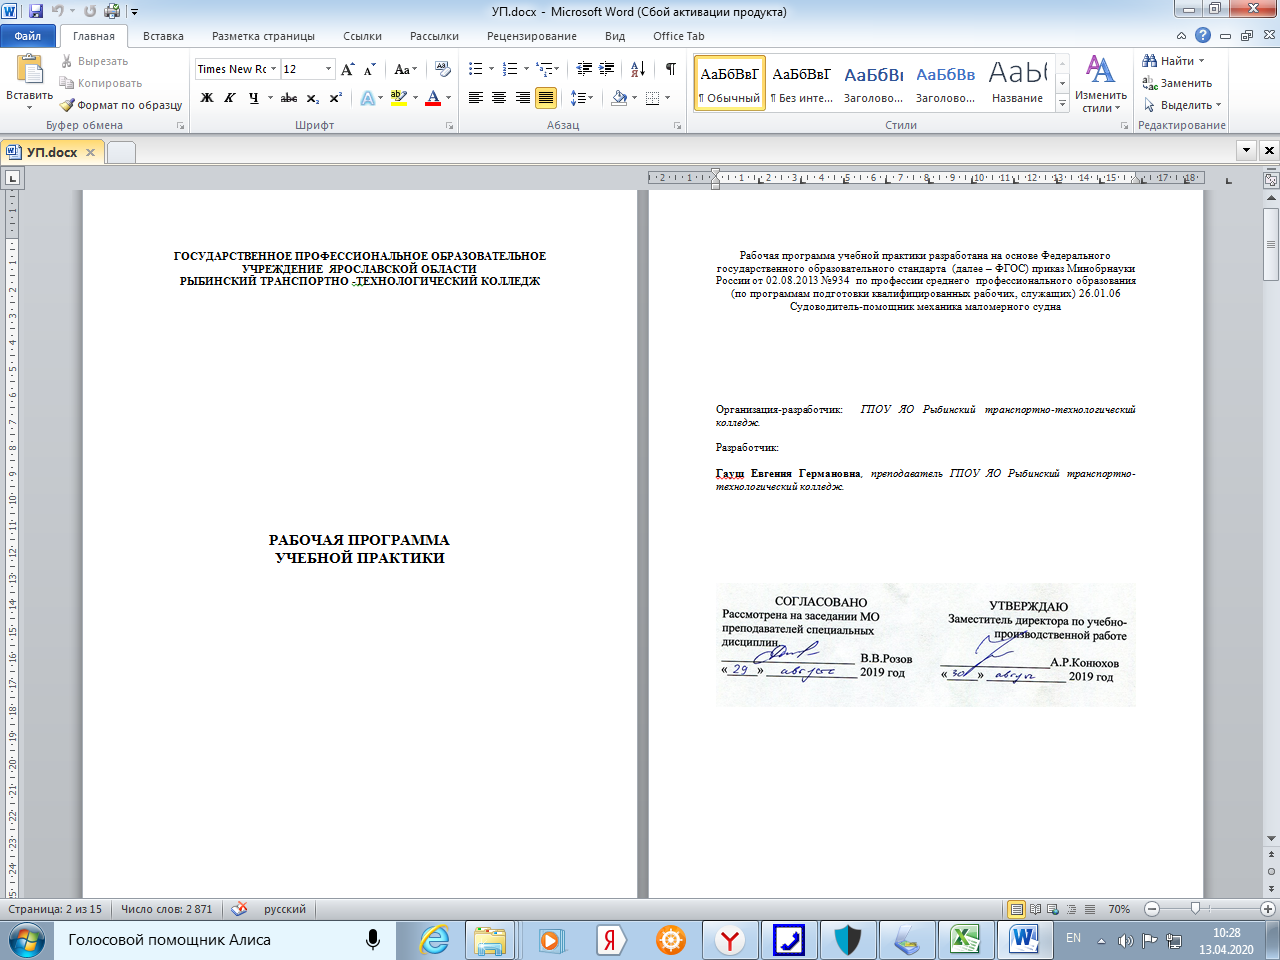 УП.docx - Microsoft Word (Сбой активации продукта)
Файл Главная Вставка Разметка страницы Ссылки Рассылки Рецензирование Вид Office Tab
Вставить
Вырезать
Копировать
Формат по образцу
Буфер обмена
Times New Rc 12
Шрифт
Абзац
АаБбВвГ АаБбВвГ АаБбВв АаБбВв
¶ Обычный ¶ Без инте... Заголово... Заголово... Название
Стили
Изменить стили
Найти
Заменить
Выделить
Редактирование
УП.docx
ГОСУДАРСТВЕННОЕ ПРОФЕССИОНАЛЬНОЕ ОБРАЗОВАТЕЛЬНОЕ
УЧРЕЖДЕНИЕ ЯРОСЛАВСКОЙ ОБЛАСТИ
РЫБИНСКИЙ ТРАНСПОРТНО -ТЕХНОЛОГИЧЕСКИЙ КОЛЛЕДЖ
РАБОЧАЯ ПРОГРАММА
УЧЕБНОЙ ПРАКТИКИ
Рабочая программа учебной практики разработана на основе Федерального
государственного образовательного стандарта (далее – ФГОС) приказ Минобрнауки
России от 02.08.2013 №934 по профессии среднего профессионального образования
(по программам подготовки квалифицированных рабочих, служащих) 26.01.06
Судоводитель-помощник механика маломерного судна
Организация-разработчик: ГПОУ ЯО Рыбинский транспортно-технологический
колледж.
Разработчик:
Гаущ Евгения Германовна, преподаватель ГПОУ ЯО Рыбинский транспортно-
технологический колледж.
СОГЛАСОВАНО
Рассмотрена на заседании МО
преподавателей специальных
дисциплин
В.В.Розов
«29» август 2019 год
УТВЕРЖДАЮ
Заместитель директора по учебно-
производственной работе
А.Р.Конюхов
«30» август 2019 год
Страница: 2 из 15 Число слов: 2 871 русский 70%
Голосовой помощник Алиса
EN
10:28
13.04.2020